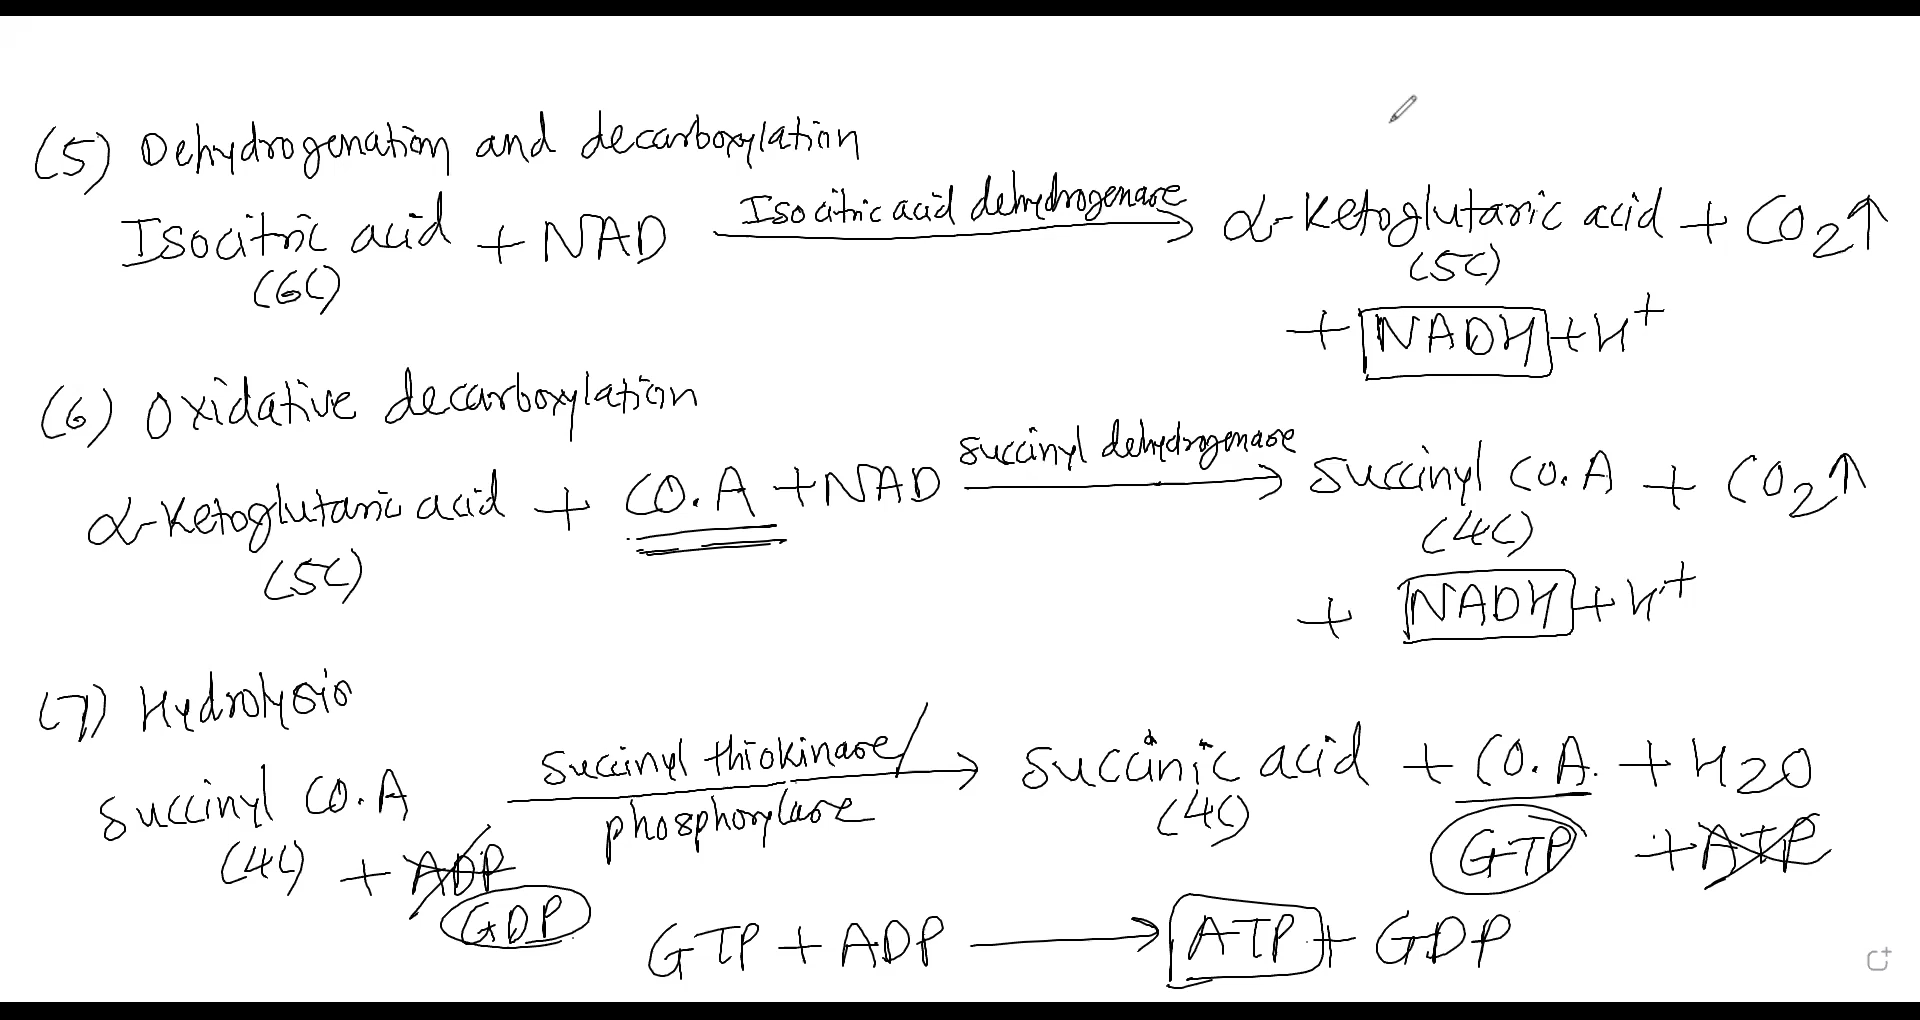 (5) Dehydrogenation and decarboxylation
Isocitric acid + NAD Isocitric acid dehydrogenase → α-Ketoglutaric acid + CO2↑
(6C) (5C)
+ NADH + H+
(6) Oxidative decarboxylation
α-Ketoglutaric acid + CO.A + NAD succinyl dehydrogenase → succinyl CO.A + CO2↑
(5C) (4C)
+ NADH + H+
(7) Hydrolysis
succinyl CO.A succinyl thiokinase/ phosphorylase → succinic acid + CO.A. + H2O
(4C) + ADP (4C) GTP + ATP
GDP
GTP + ADP → ATP + GDP